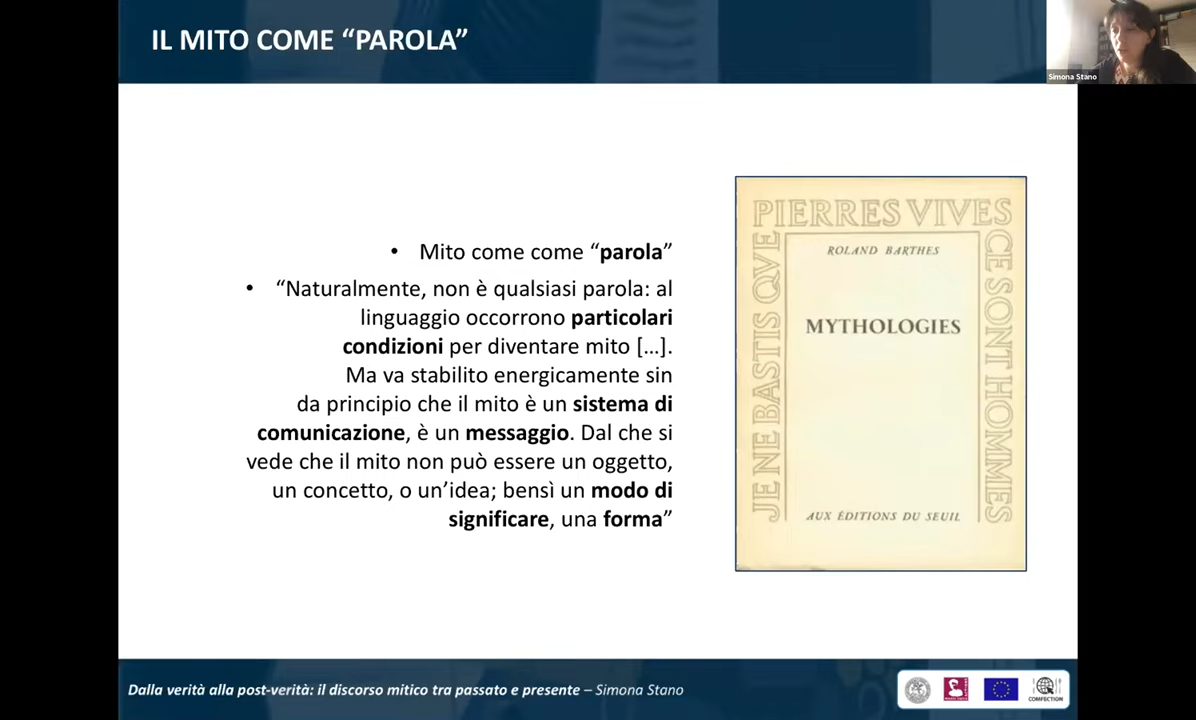 IL MITO COME “PAROLA”
Simona Stano
• Mito come come “parola”
• “Naturalmente, non è qualsiasi parola: al
linguaggio occorrono particolari
condizioni per diventare mito [...].
Ma va stabilito energicamente sin
da principio che il mito è un sistema di
comunicazione, è un messaggio. Dal che si
vede che il mito non può essere un oggetto,
un concetto, o un’idea; bensì un modo di
significare, una forma”
PIERRES VIVES
CE SONT HOMMES
JE NE BASTIS QVE
ROLAND BARTHES
MYTHOLOGIES
AUX ÉDITIONS DU SEUIL
Dalla verità alla post-verità: il discorso mitico tra passato e presente – Simona Stano
COMFECTION